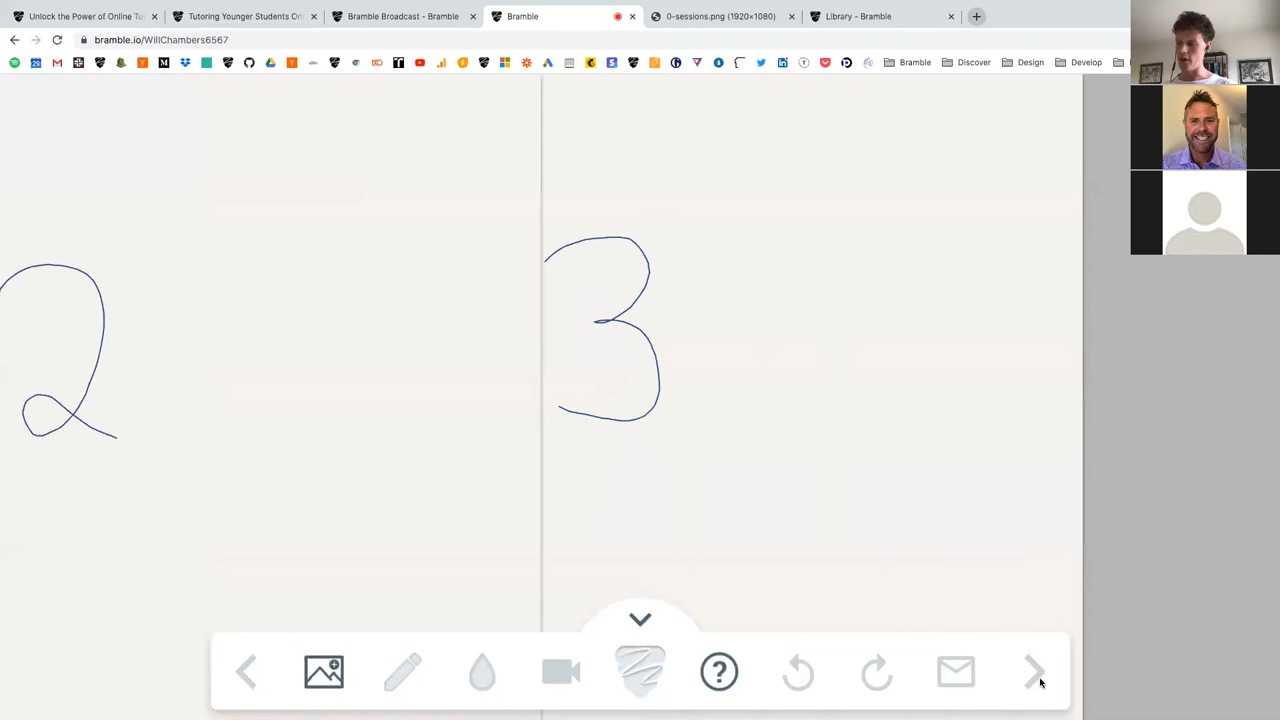 Unlock the Power of Online Tu
Tutoring Younger Students On
Bramble Broadcast - Bramble
Bramble
0-sessions.png (1920×1080)
Library - Bramble
bramble.io/WillChambers6567
Bramble
Discover
Design
Develop
2
3